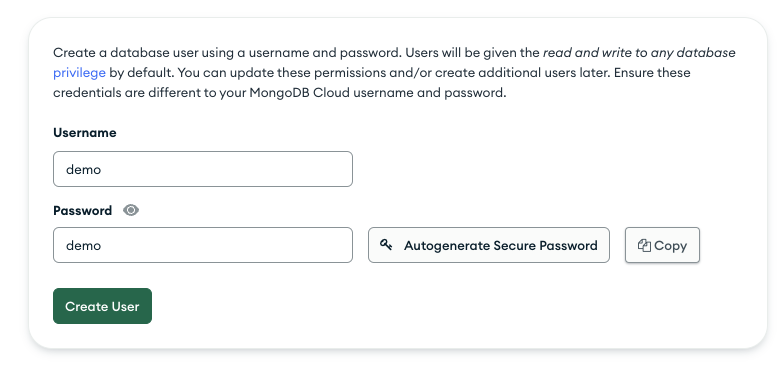 Create a database user using a username and password. Users will be given the read and write to any database
privilege by default. You can update these permissions and/or create additional users later. Ensure these
credentials are different to your MongoDB Cloud username and password.
Username
demo
Password
demo
Autogenerate Secure Password
Copy
Create User